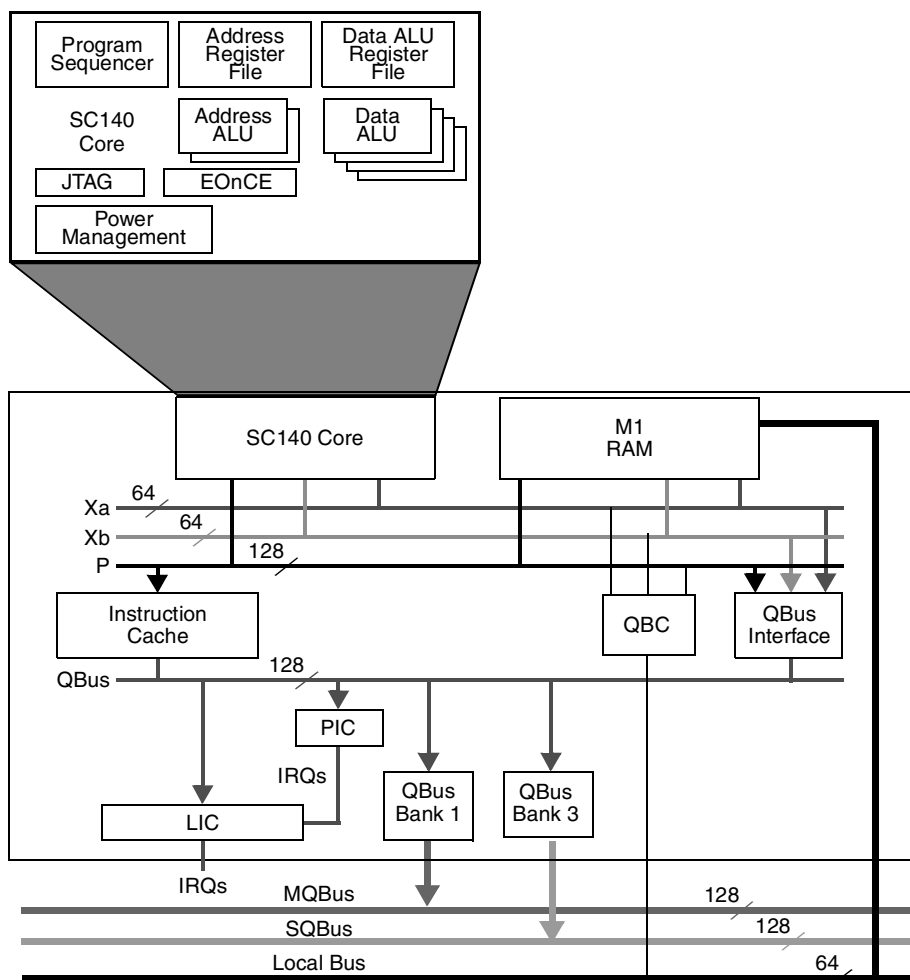 Program
Sequencer
Address
Register
File
Data ALU
Register
File
SC140
Core
Address
ALU
Data
ALU
JTAG
EOnCE
Power
Management
SC140 Core
M1
RAM
Xa
64
Xb
64
P
128
Instruction
Cache
QBC
QBus
Interface
QBus
128
PIC
IRQs
LIC
QBus
Bank 1
QBus
Bank 3
IRQs
MQBus
128
SQBus
128
Local Bus
64